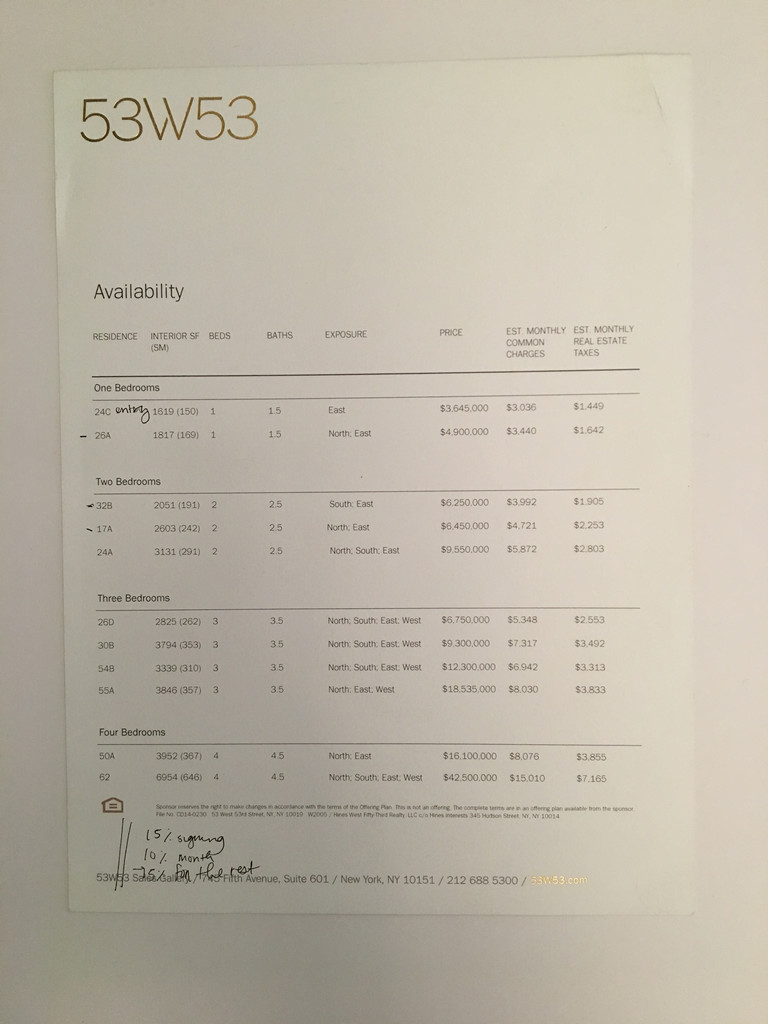 53W53
Availability
RESIDENCE INTERIOR SF (SM) BEDS BATHS EXPOSURE PRICE EST. MONTHLY COMMON CHARGES EST. MONTHLY REAL ESTATE TAXES
One Bedrooms
24C entry 1619 (150) 1 1.5 East $3,645,000 $3,036 $1,449
- 26A 1817 (169) 1 1.5 North; East $4,900,000 $3,440 $1,642
Two Bedrooms
- 32B 2051 (191) 2 2.5 South; East $6,250,000 $3,992 $1,905
- 17A 2603 (242) 2 2.5 North; East $6,450,000 $4,721 $2,253
24A 3131 (291) 2 2.5 North; South; East $9,550,000 $5,872 $2,803
Three Bedrooms
26D 2825 (262) 3 3.5 North; South; East; West $6,750,000 $5,348 $2,553
30B 3794 (353) 3 3.5 North; South; East; West $9,300,000 $7,317 $3,492
54B 3339 (310) 3 3.5 North; South; East; West $12,300,000 $6,942 $3,313
55A 3846 (357) 3 3.5 North; East; West $18,535,000 $8,030 $3,833
Four Bedrooms
50A 3952 (367) 4 4.5 North; East $16,100,000 $8,076 $3,855
62 6954 (646) 4 4.5 North; South; East; West $42,500,000 $15,010 $7,165
Sponsor reserves the right to make changes in accordance with the terms of the Offering Plan. This is not an offering. The complete terms are in an offering plan available from the sponsor.
File No. CD14-0230. 53 West 53rd Street, NY, NY 10019. W2005 / Hines West Fifty-Third Realty, LLC c/o Hines Interests 345 Hudson Street, NY, NY 10014
15% signing
10% month
75% for the rest
53W53 Sales Gallery / 745 Fifth Avenue, Suite 601 / New York, NY 10151 / 212 688 5300 / 53W53.com